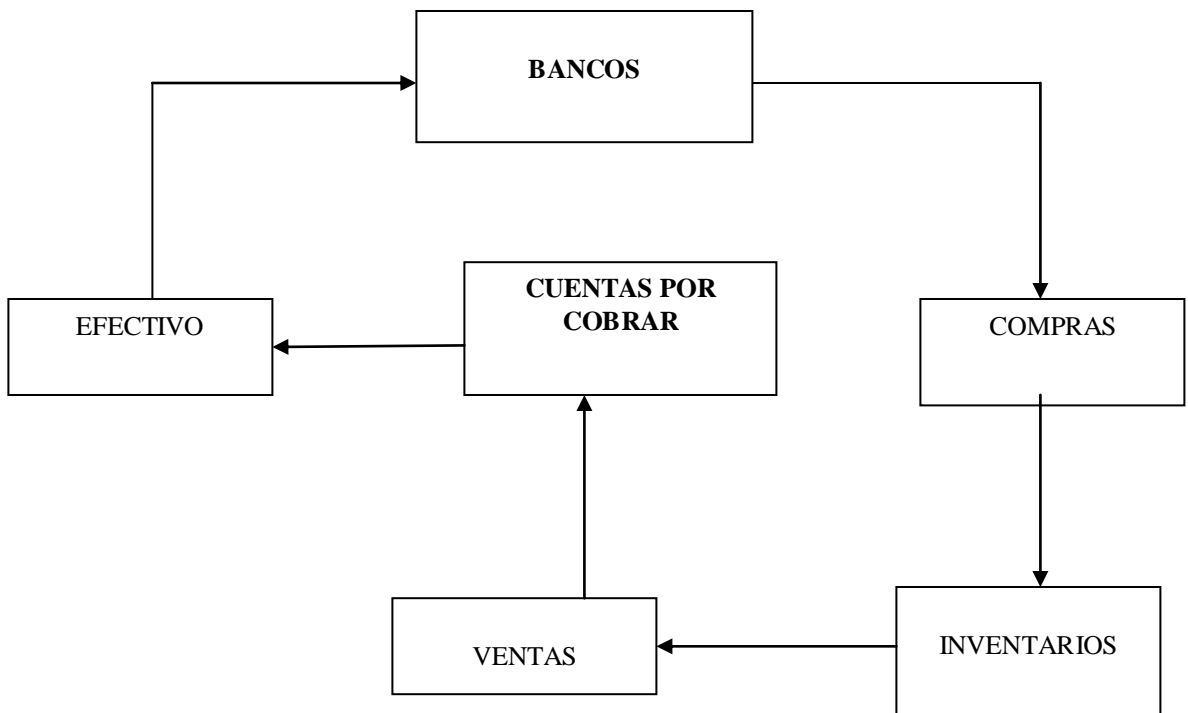 BANCOS
CUENTAS POR
COBRAR
EFECTIVO
COMPRAS
VENTAS
INVENTARIOS